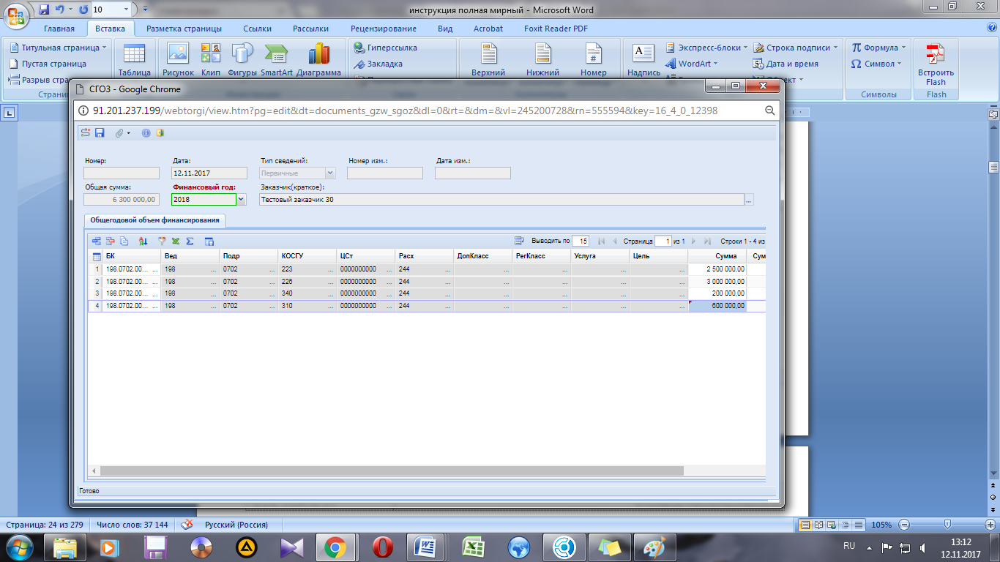 10
инструкция полная мирный - Microsoft Word
Главная Вставка Разметка страницы Ссылки Рассылки Рецензирование Вид Acrobat Foxit Reader PDF
Титульная страница
Пустая страница
Разрыв стра
Таблица
Рисунок Клип Фигуры SmartArt Диаграмма
Гиперссылка
Закладка
Верхний Нижний Номер
Надпись
Экспресс-блоки
WordArt
Строка подписи
Дата и время
Объект
Формула
Символ
Встроить
Flash
Символы Flash
СГОЗ - Google Chrome
91.201.237.199/webtorgi/view.htm?pg=edit&dt=documents_gzw_sgoz&dl=0&rt=&dm=&vl=245200728&rn=555594&key=16_4_0_12398
Номер: Дата: Тип сведений: Номер изм.: Дата изм.:
12.11.2017 Первичные
Общая сумма: Финансовый год: Заказчик(краткое):
6 300 000,00 2018 Тестовый заказчик 30 ...
Общегодовой объем финансирования
Выводить по 15 Страница 1 из 1 Строки 1 - 4 из
БК Вед Подр КОСГУ ЦСт Расх ДопКласс РегКласс Услуга Цель Сумма Сум
1 198.0702.00... ... 198 ... 0702 ... 223 ... 0000000000 ... 244 ... ... ... ... ... 2 500 000,00
2 198.0702.00... ... 198 ... 0702 ... 226 ... 0000000000 ... 244 ... ... ... ... ... 3 000 000,00
3 198.0702.00... ... 198 ... 0702 ... 340 ... 0000000000 ... 244 ... ... ... ... ... 200 000,00
4 198.0702.00... ... 198 ... 0702 ... 310 ... 0000000000 ... 244 ... ... ... ... ... 600 000,00
Готово
Страница: 24 из 279 Число слов: 37 144 Русский (Россия) 105%
RU
13:12
12.11.2017